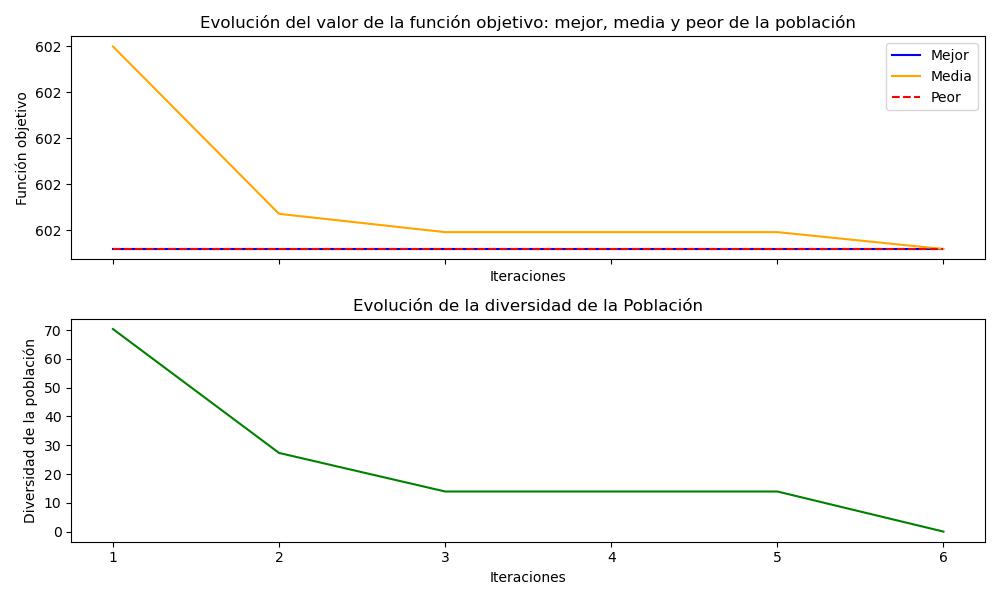 Evolución del valor de la función objetivo: mejor, media y peor de la población
Función objetivo
602
602
602
602
602
Mejor
Media
Peor
Iteraciones
Evolución de la diversidad de la Población
Diversidad de la población
70
60
50
40
30
20
10
0
1 2 3 4 5 6
Iteraciones